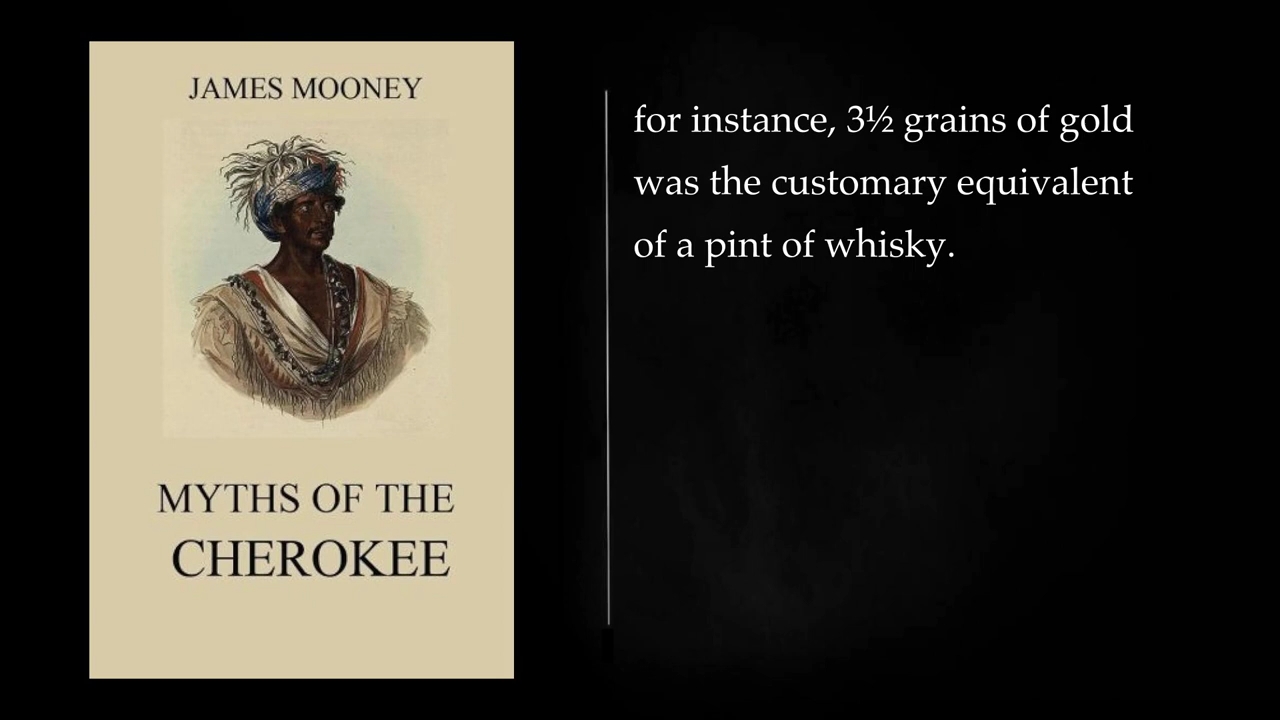 JAMES MOONEY
MYTHS OF THE
CHEROKEE
for instance, 3½ grains of gold
was the customary equivalent
of a pint of whisky.